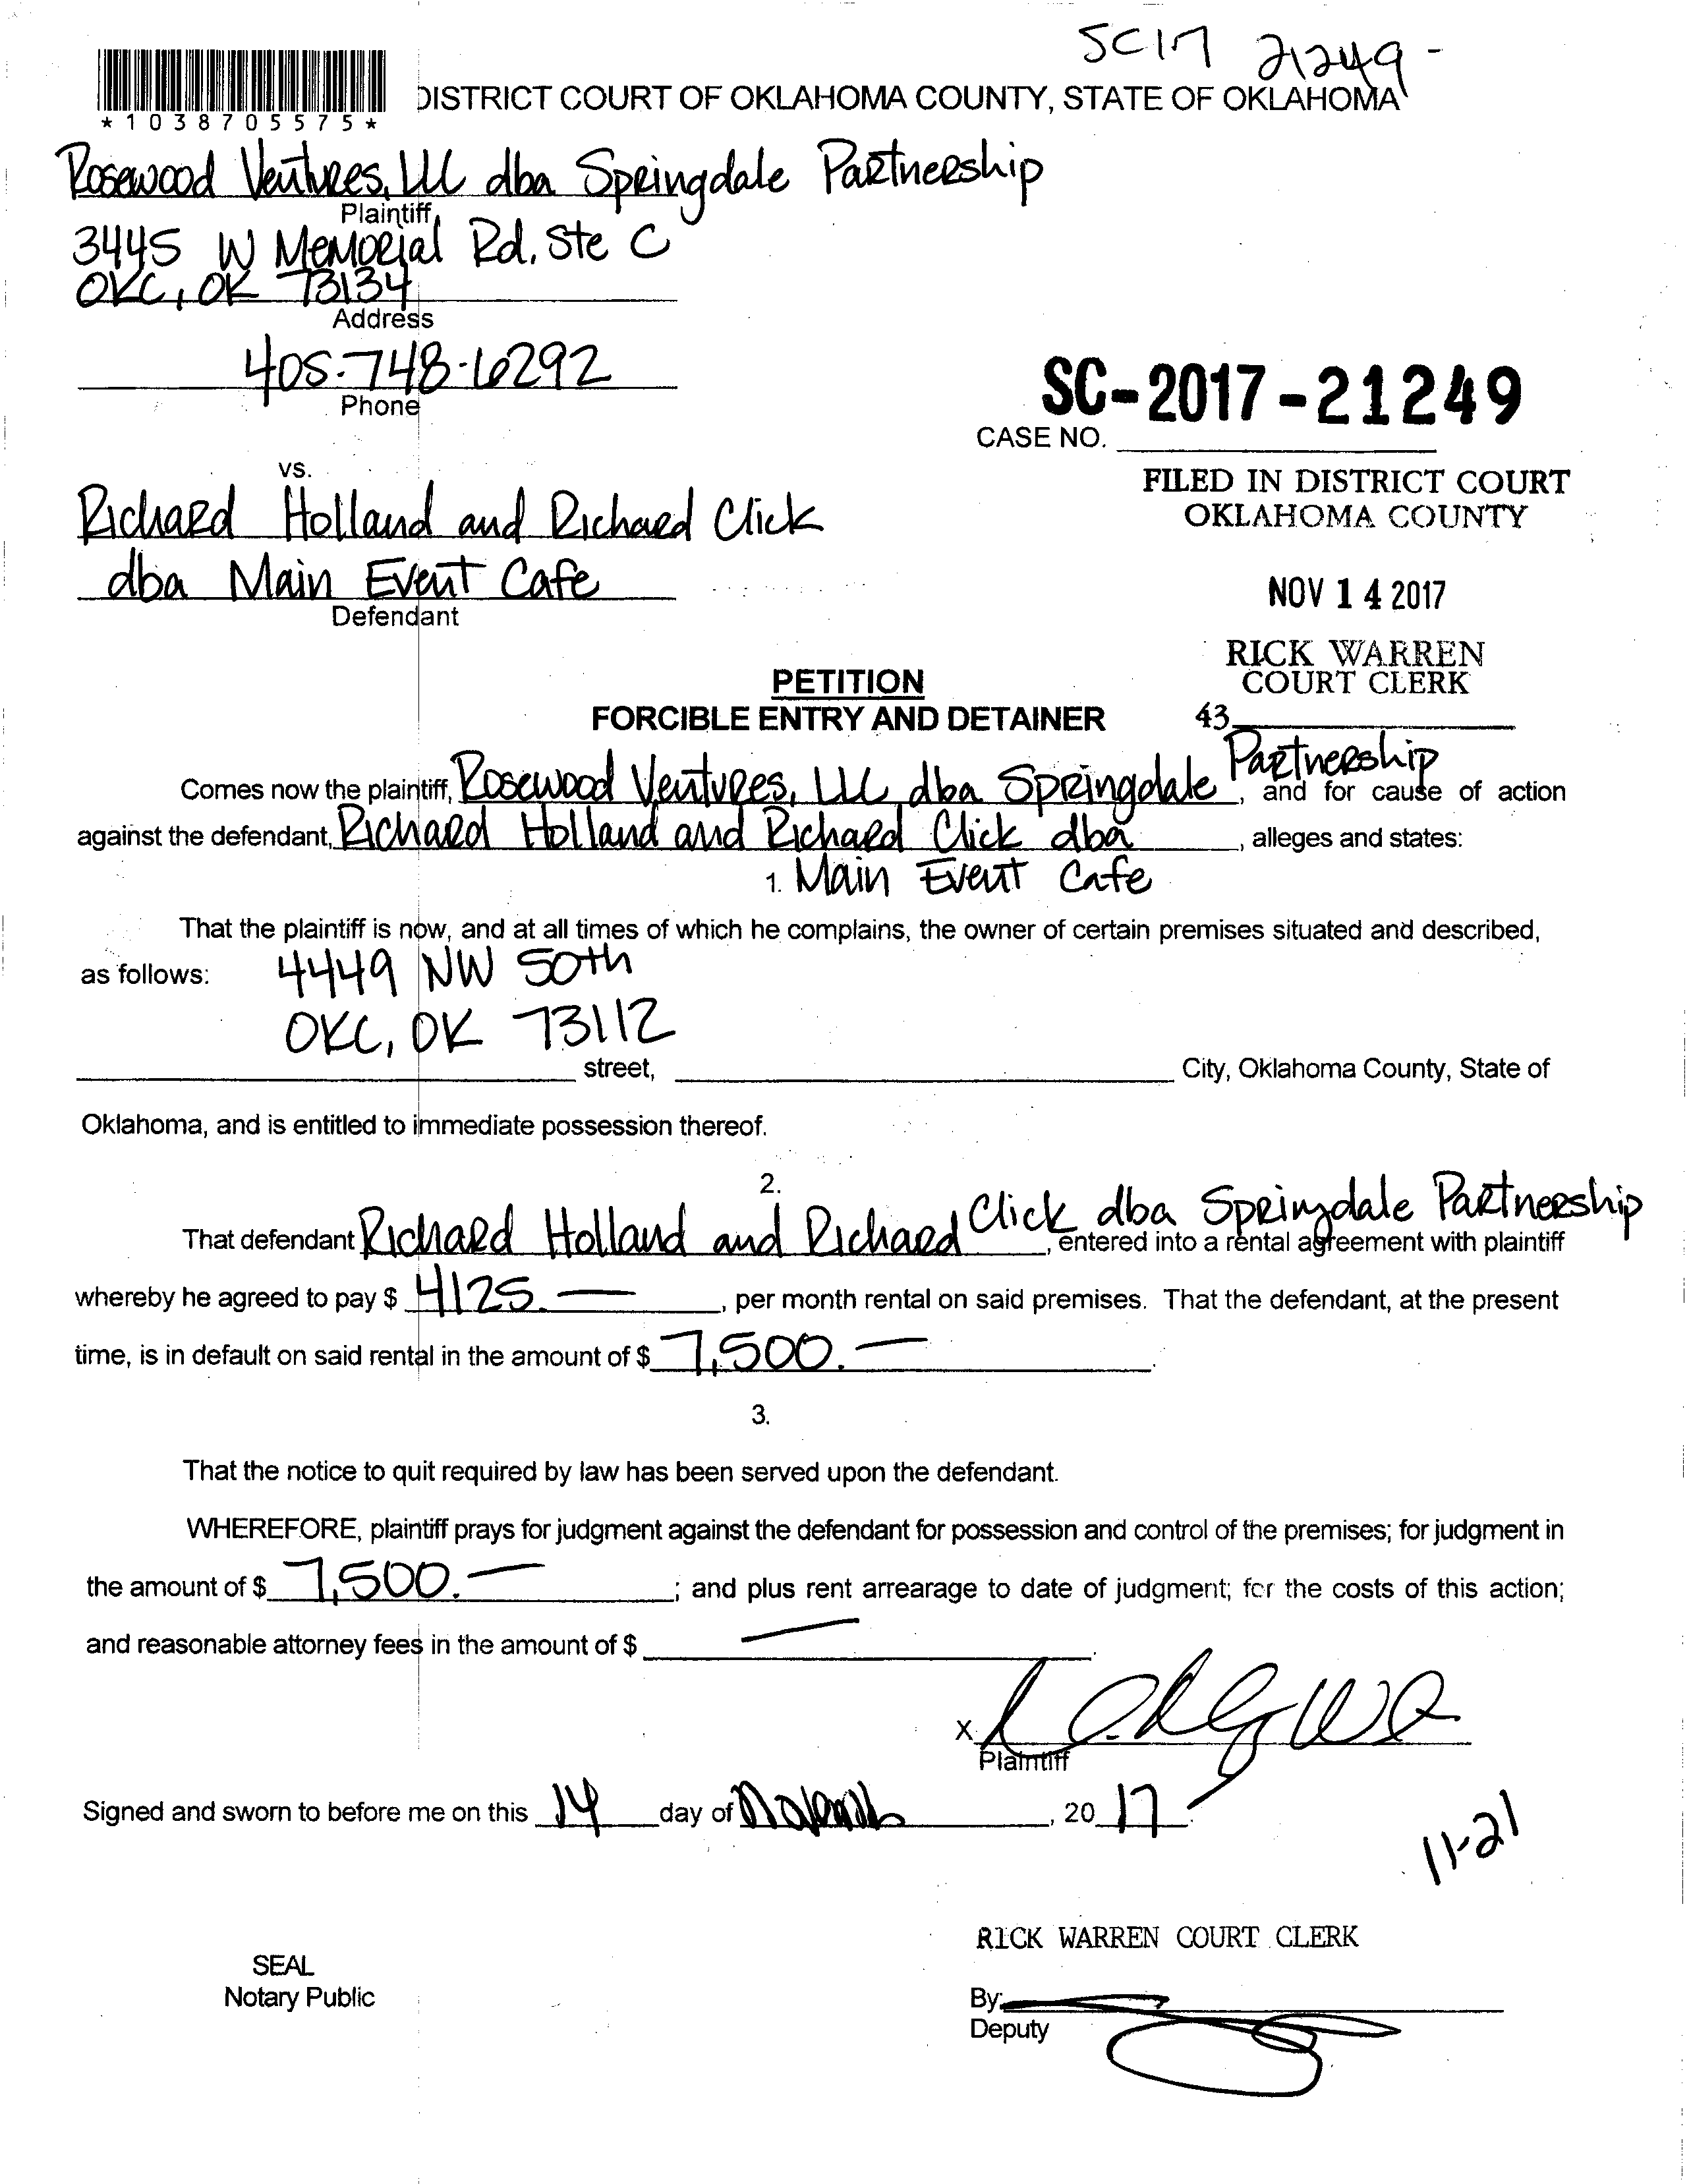 SC17 21249-
*1038705575*
DISTRICT COURT OF OKLAHOMA COUNTY, STATE OF OKLAHOMA
Rosewood Ventures, LLC dba Springdale Partnership
Plaintiff
3445 W Memorial Rd. Ste C
OKC, OK 73134
Address
405-748-6292
Phone
SC-2017-21249
CASE NO.
vs.
FILED IN DISTRICT COURT
OKLAHOMA COUNTY
Richard Holland and Richard Click
dba Main Event Cafe
Defendant
NOV 14 2017
RICK WARREN
COURT CLERK
43
PETITION
FORCIBLE ENTRY AND DETAINER
Comes now the plaintiff, Rosewood Ventures, LLC dba Springdale Partnership, and for cause of action
against the defendant, Richard Holland and Richard Click dba, alleges and states:
1. Main Event Cafe
That the plaintiff is now, and at all times of which he complains, the owner of certain premises situated and described,
as follows: 4449 NW 50th
OKC, OK 73112
street, City, Oklahoma County, State of
Oklahoma, and is entitled to immediate possession thereof.
2.
That defendant Richard Holland and Richard Click dba Springdale Partnership, entered into a rental agreement with plaintiff
whereby he agreed to pay $ 4125.—, per month rental on said premises. That the defendant, at the present
time, is in default on said rental in the amount of $ 7,500.—.
3.
That the notice to quit required by law has been served upon the defendant.
WHEREFORE, plaintiff prays for judgment against the defendant for possession and control of the premises; for judgment in
the amount of $ 7,500.—; and plus rent arrearage to date of judgment; for the costs of this action;
and reasonable attorney fees in the amount of $ —.
X
Plaintiff
Signed and sworn to before me on this 14 day of November, 2017.
11-21
RICK WARREN COURT CLERK
SEAL
Notary Public
By:
Deputy